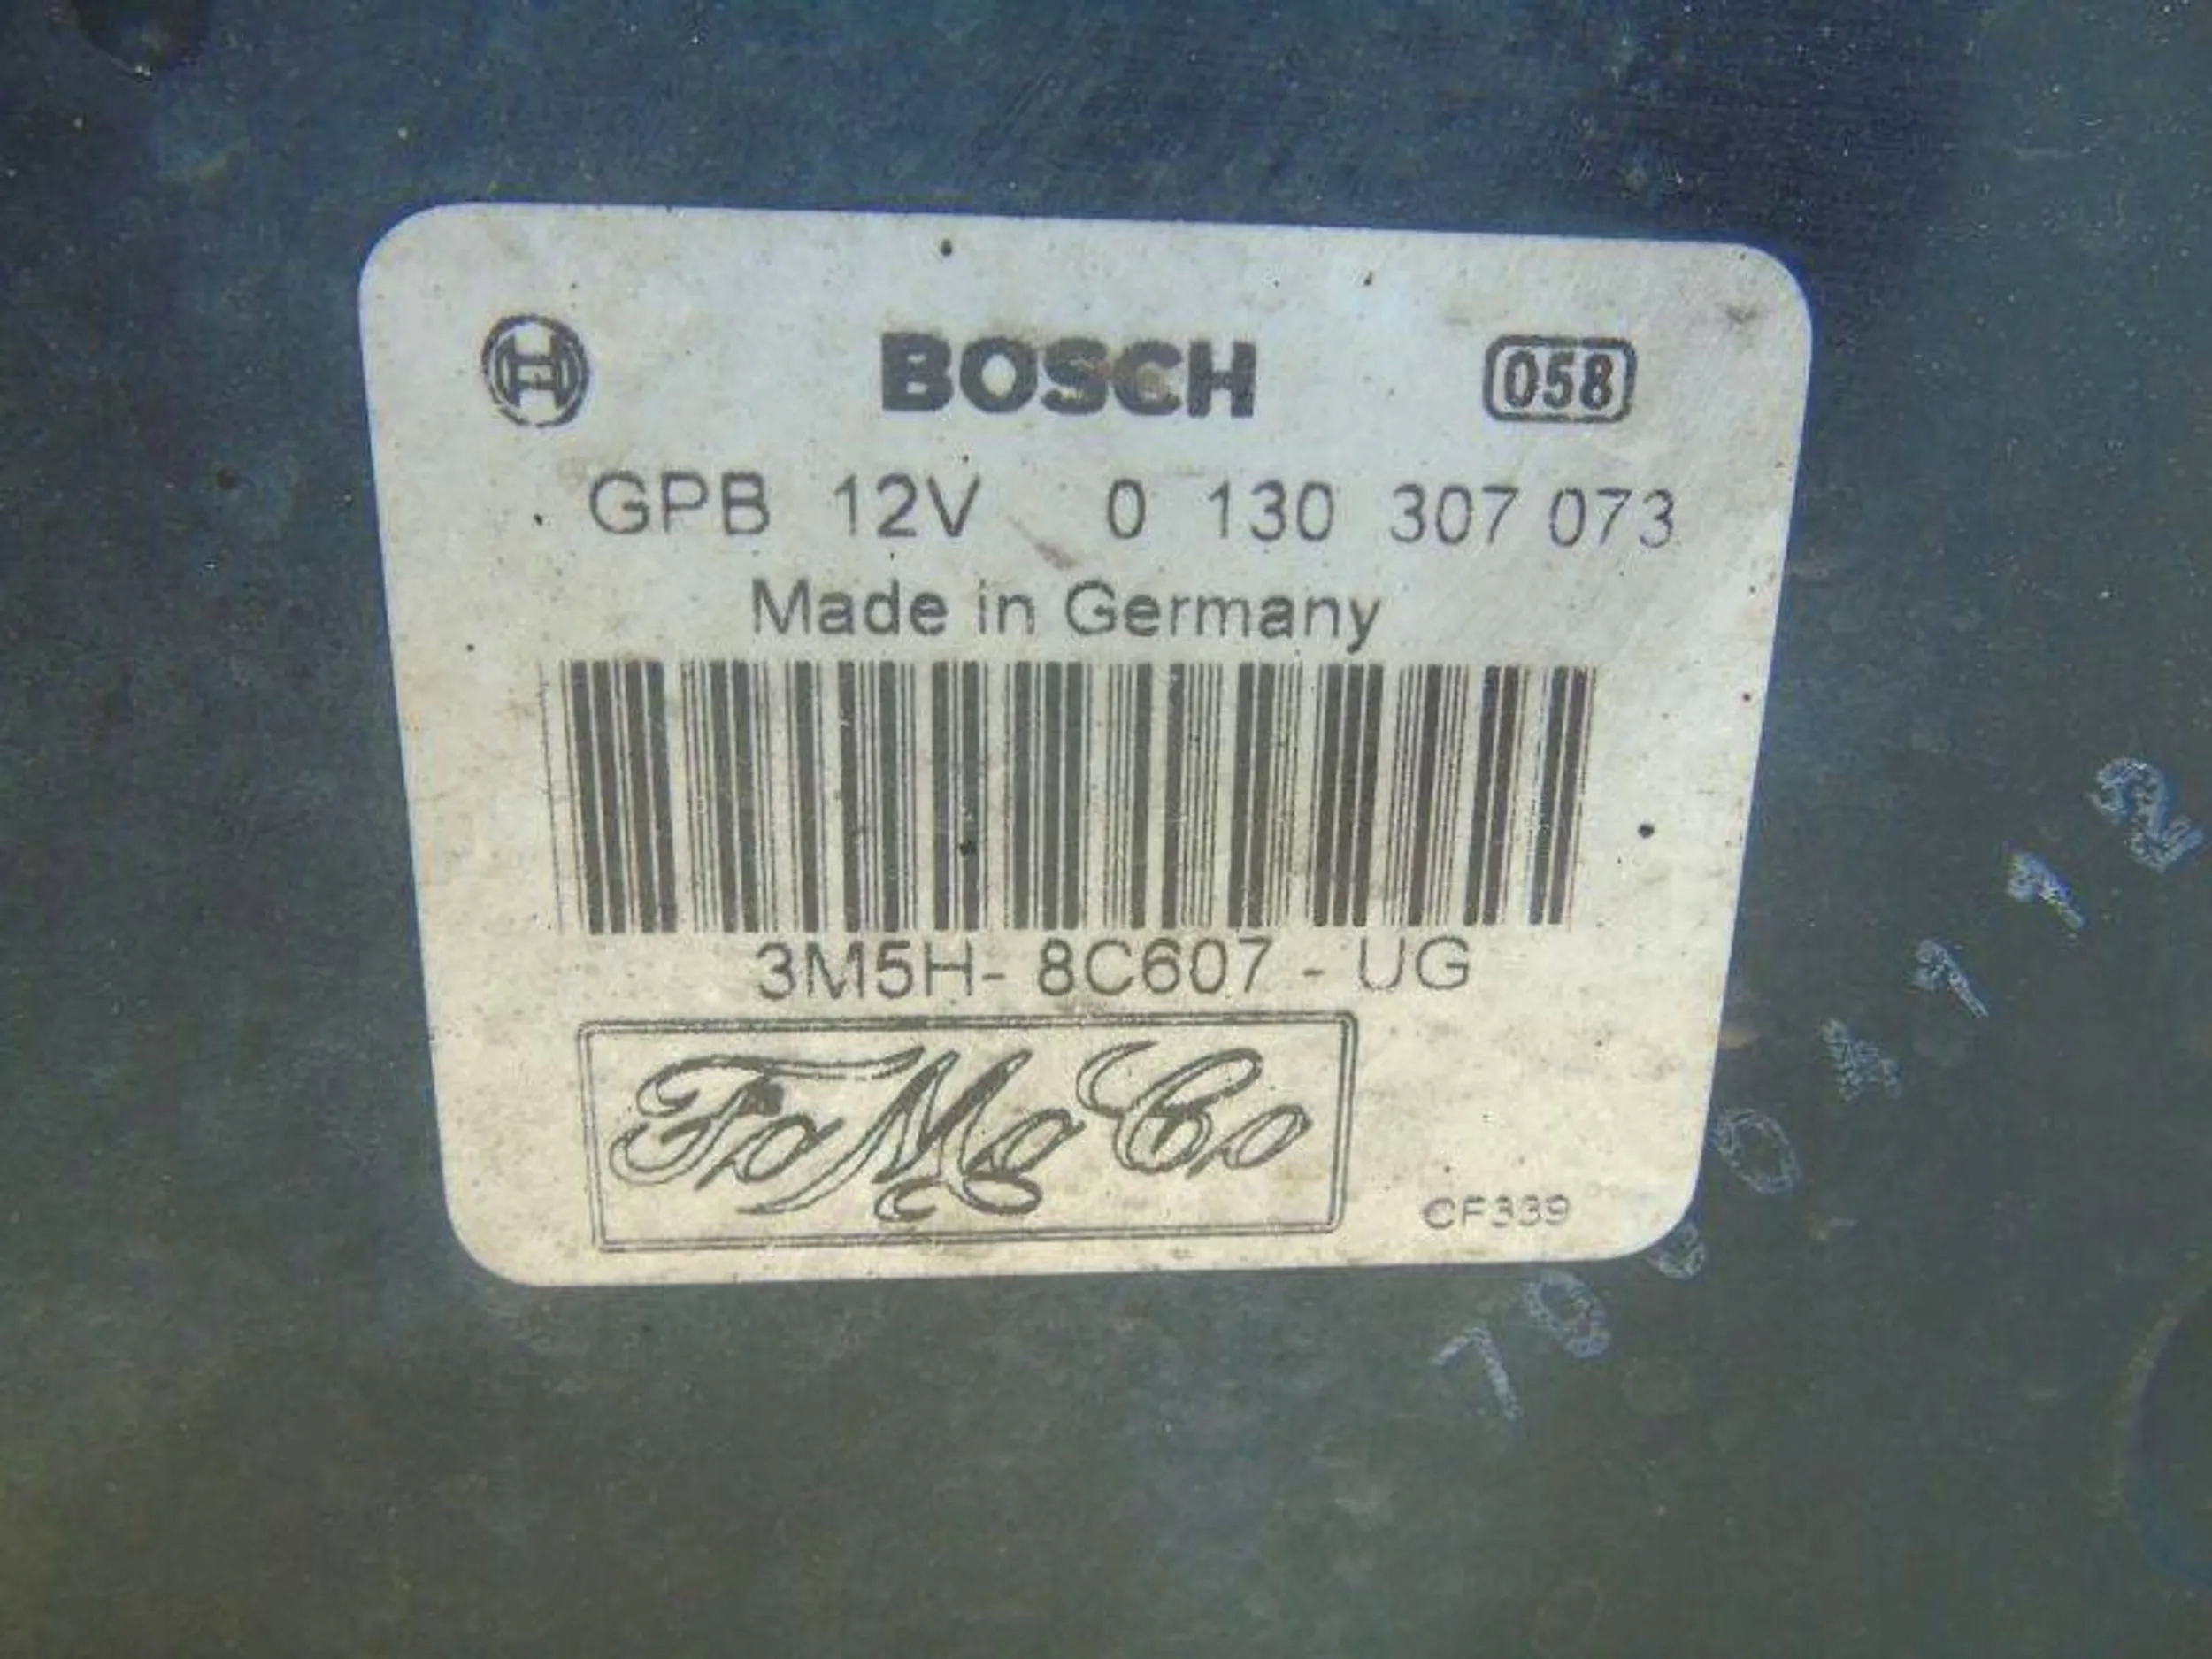 BOSCH 058
GPB 12V 0 130 307 073
Made in Germany
3M5H- 8C607 - UG
FoMoCo
CF339